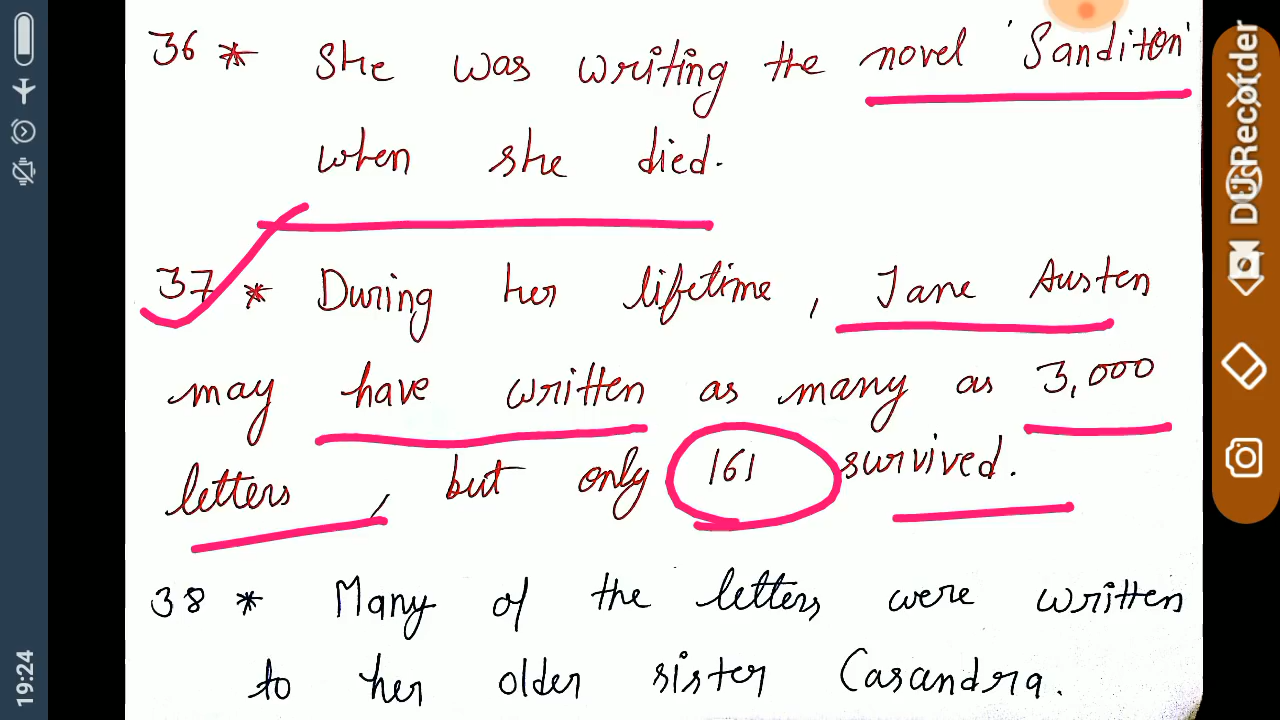 36 * She was writing the novel 'Sanditon'
when she died.
37 * During her lifetime, Jane Austen
may have written as many as 3,000
letters, but only 161 survived.
38 * Many of the letters were written
to her older sister Casandra.
DU Recorder
19:24